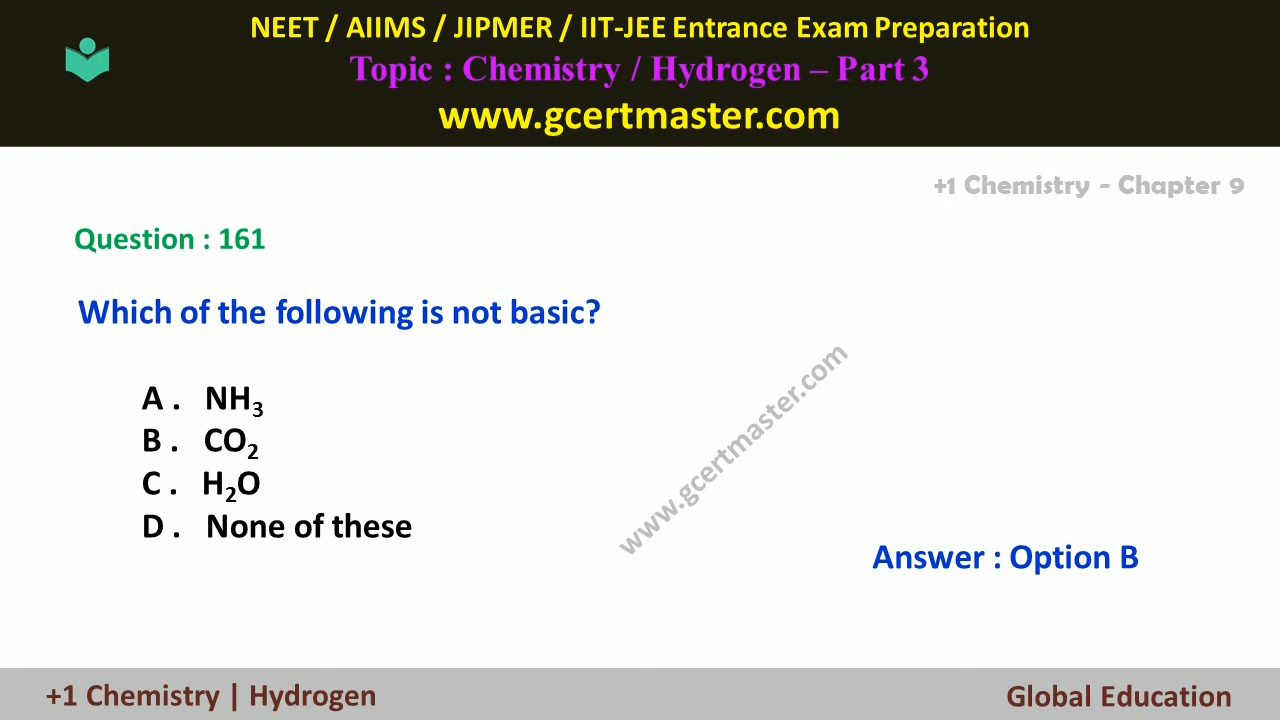 NEET / AIIMS / JIPMER / IIT-JEE Entrance Exam Preparation
Topic : Chemistry / Hydrogen – Part 3
www.gcertmaster.com
+1 Chemistry - Chapter 9
Question : 161
Which of the following is not basic?
A . NH₃
B . CO₂
C . H₂O
D . None of these
www.gcertmaster.com
Answer : Option B
+1 Chemistry | Hydrogen
Global Education